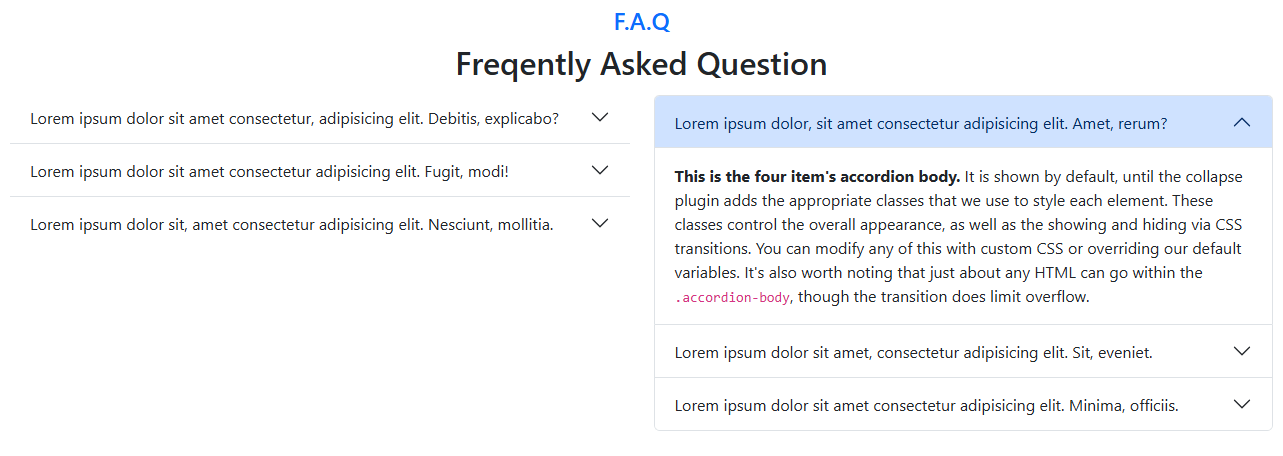 F.A.Q
Freqently Asked Question
Lorem ipsum dolor sit amet consectetur, adipisicing elit. Debitis, explicabo?
Lorem ipsum dolor sit amet consectetur adipisicing elit. Fugit, modi!
Lorem ipsum dolor sit, amet consectetur adipisicing elit. Nesciunt, mollitia.
Lorem ipsum dolor, sit amet consectetur adipisicing elit. Amet, rerum?
This is the four item's accordion body. It is shown by default, until the collapse
plugin adds the appropriate classes that we use to style each element. These
classes control the overall appearance, as well as the showing and hiding via CSS
transitions. You can modify any of this with custom CSS or overriding our default
variables. It's also worth noting that just about any HTML can go within the
.accordion-body, though the transition does limit overflow.
Lorem ipsum dolor sit amet, consectetur adipisicing elit. Sit, eveniet.
Lorem ipsum dolor sit amet consectetur adipisicing elit. Minima, officiis.